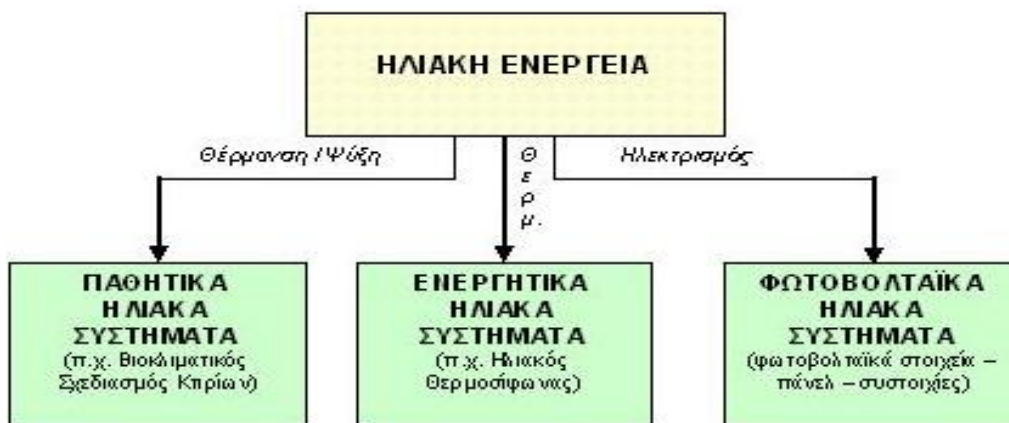 ΗΛΙΑΚΗ ΕΝΕΡΓΕΙΑ
Θέρμανση / Ψύξη
Θερμ.
Ηλεκτρισμός
ΠΑΘΗΤΙΚΑ
ΗΛΙΑΚΑ
ΣΥΣΤΗΜΑΤΑ
(π.χ. Βιοκλιματικός
Σχεδιασμός Κτιρίων)
ΕΝΕΡΓΗΤΙΚΑ
ΗΛΙΑΚΑ
ΣΥΣΤΗΜΑΤΑ
(π.χ. Ηλιακός
Θερμοσίφωνας)
ΦΩΤΟΒΟΛΤΑΪΚΑ
ΗΛΙΑΚΑ
ΣΥΣΤΗΜΑΤΑ
(φωτοβολταϊκά στοιχεία –
πάνελ – συστοιχίες)